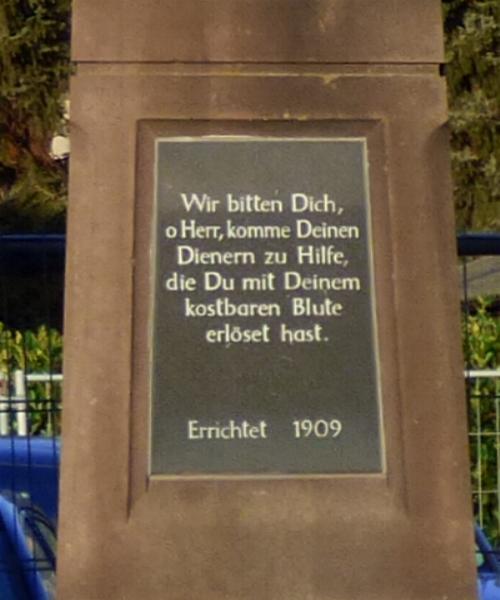 Wir bitten Dich,
o Herr, komme Deinen
Dienern zu Hilfe,
die Du mit Deinem
kostbaren Blute
erlöset hast.
Errichtet 1909